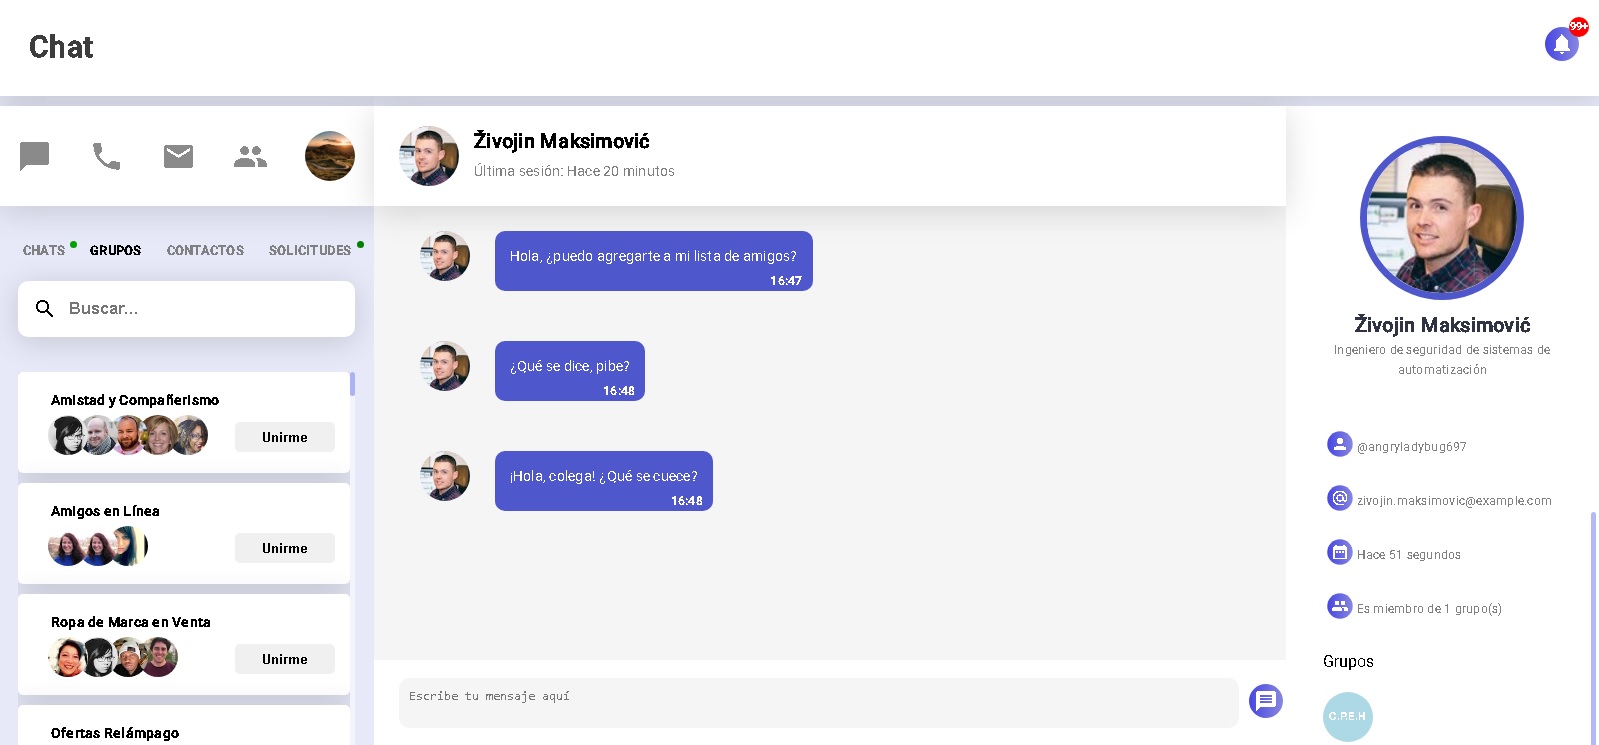 Chat
99+
Živojin Maksimović
Última sesión: Hace 20 minutos
CHATS GRUPOS CONTACTOS SOLICITUDES
Buscar...
Amistad y Compañerismo
Unirme
Amigos en Línea
Unirme
Ropa de Marca en Venta
Unirme
Ofertas Relámpago
Hola, ¿puedo agregarte a mi lista de amigos?
16:47
¿Qué se dice, pibe?
16:48
¡Hola, colega! ¿Qué se cuece?
16:48
Escribe tu mensaje aquí
Živojin Maksimović
Ingeniero de seguridad de sistemas de
automatización
@angryladybug697
zivojin.maksimovic@example.com
Hace 51 segundos
Es miembro de 1 grupo(s)
Grupos
C.P.E.H